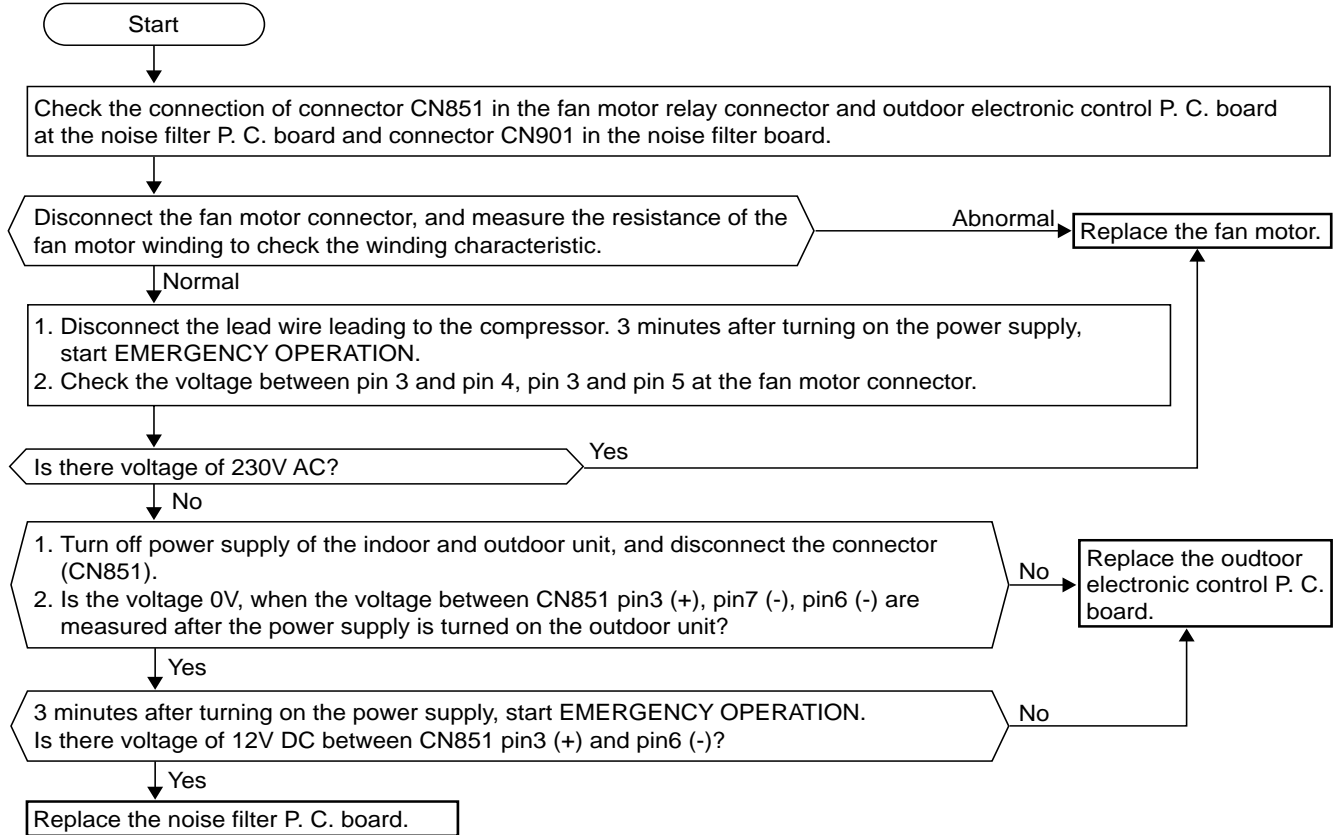 Start
Check the connection of connector CN851 in the fan motor relay connector and outdoor electronic control P. C. board
at the noise filter P. C. board and connector CN901 in the noise filter board.
Disconnect the fan motor connector, and measure the resistance of the
fan motor winding to check the winding characteristic.
Abnormal
Replace the fan motor.
Normal
1. Disconnect the lead wire leading to the compressor. 3 minutes after turning on the power supply,
start EMERGENCY OPERATION.
2. Check the voltage between pin 3 and pin 4, pin 3 and pin 5 at the fan motor connector.
Is there voltage of 230V AC?
Yes
No
1. Turn off power supply of the indoor and outdoor unit, and disconnect the connector
(CN851).
2. Is the voltage 0V, when the voltage between CN851 pin3 (+), pin7 (-), pin6 (-) are
measured after the power supply is turned on the outdoor unit?
No
Replace the oudtoor
electronic control P. C.
board.
Yes
3 minutes after turning on the power supply, start EMERGENCY OPERATION.
Is there voltage of 12V DC between CN851 pin3 (+) and pin6 (-)?
No
Yes
Replace the noise filter P. C. board.